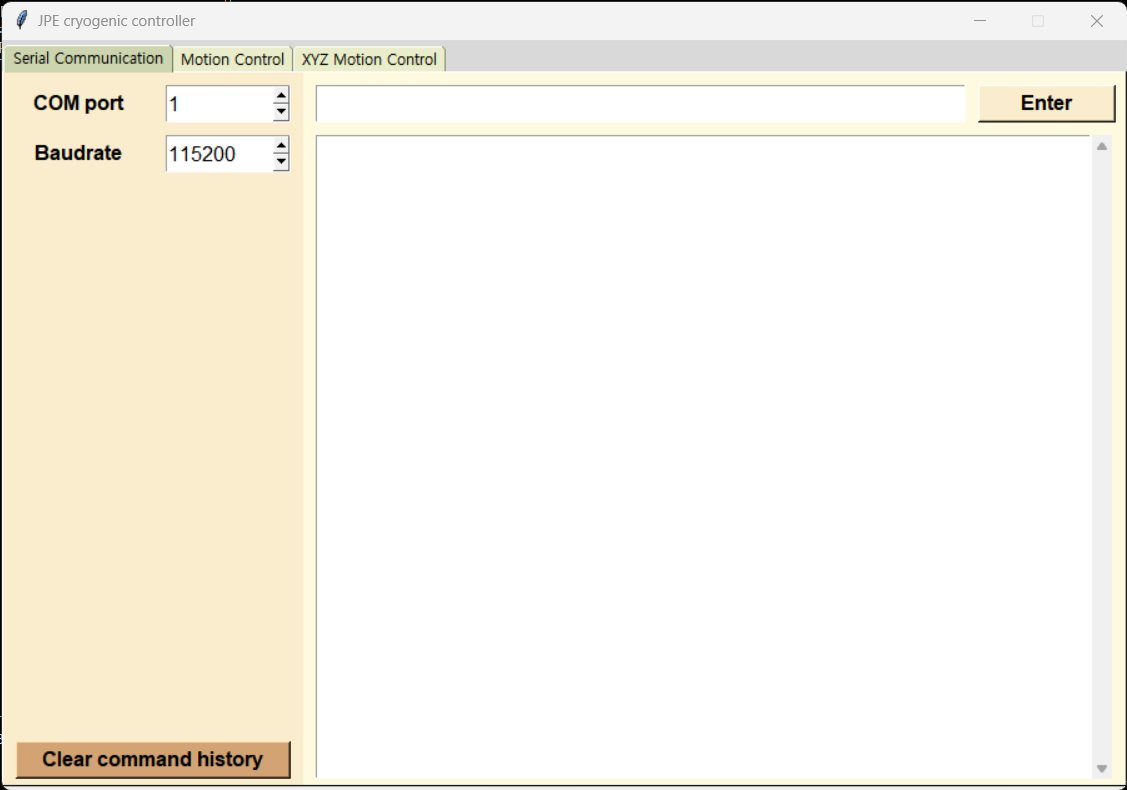 JPE cryogenic controller
Serial Communication Motion Control XYZ Motion Control
COM port 1 Enter
Baudrate 115200
Clear command history